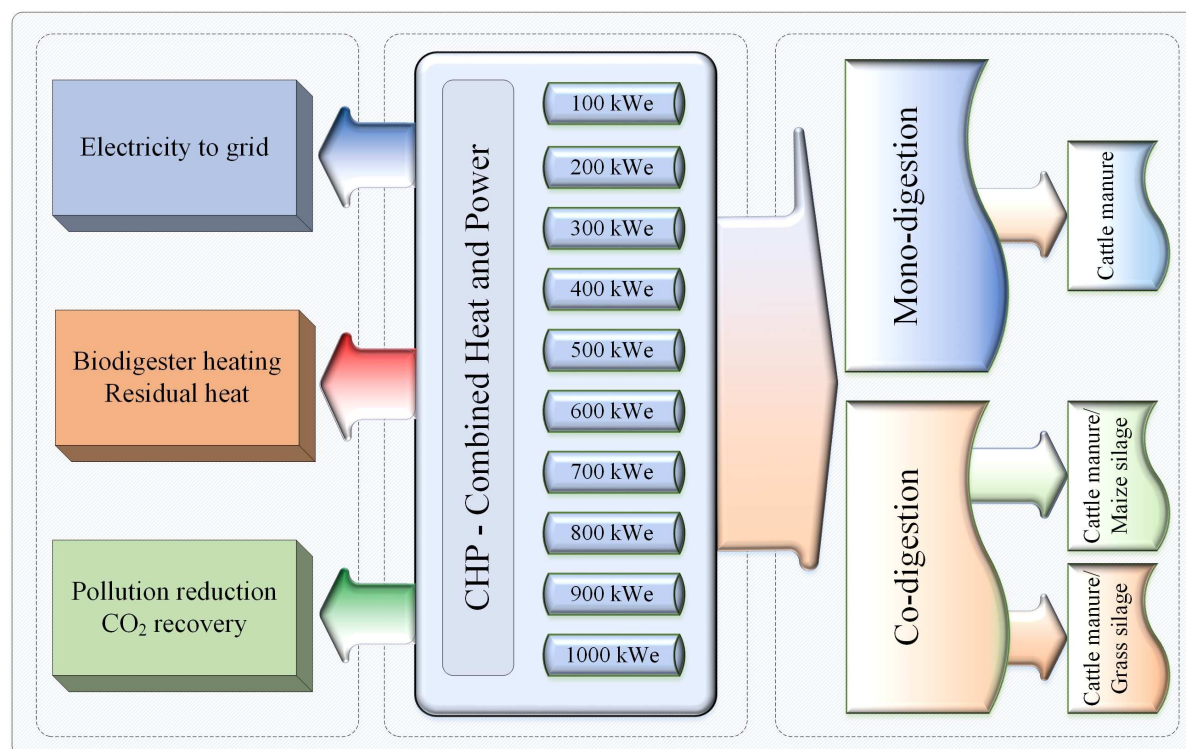 Electricity to grid
Biodigester heating
Residual heat
Pollution reduction
CO₂ recovery
CHP - Combined Heat and Power
100 kWe
200 kWe
300 kWe
400 kWe
500 kWe
600 kWe
700 kWe
800 kWe
900 kWe
1000 kWe
Mono-digestion
Cattle manure
Co-digestion
Cattle manure/
Maize silage
Cattle manure/
Grass silage